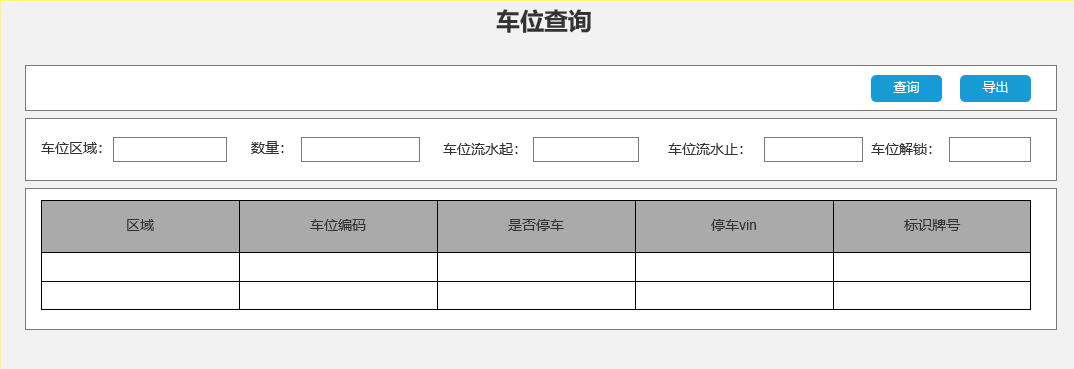 车位查询
查询 导出
车位区域： 数量： 车位流水起： 车位流水止： 车位解锁：
区域 车位编码 是否停车 停车vin 标识牌号